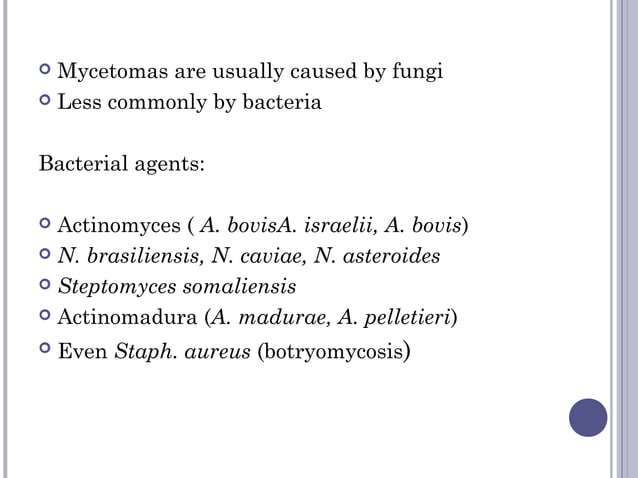 Mycetomas are usually caused by fungi
Less commonly by bacteria
Bacterial agents:
Actinomyces ( A. bovisA. israelii, A. bovis)
N. brasiliensis, N. caviae, N. asteroides
Steptomyces somaliensis
Actinomadura (A. madurae, A. pelletieri)
Even Staph. aureus (botryomycosis)